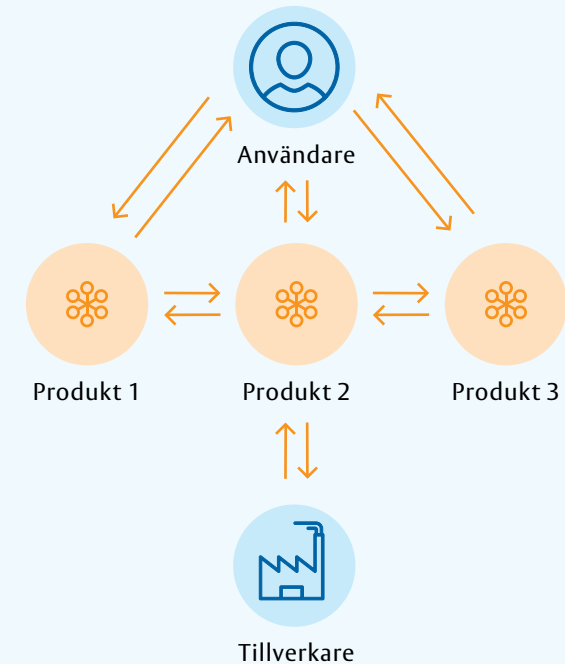 Användare
Produkt 1
Produkt 2
Produkt 3
Tillverkare